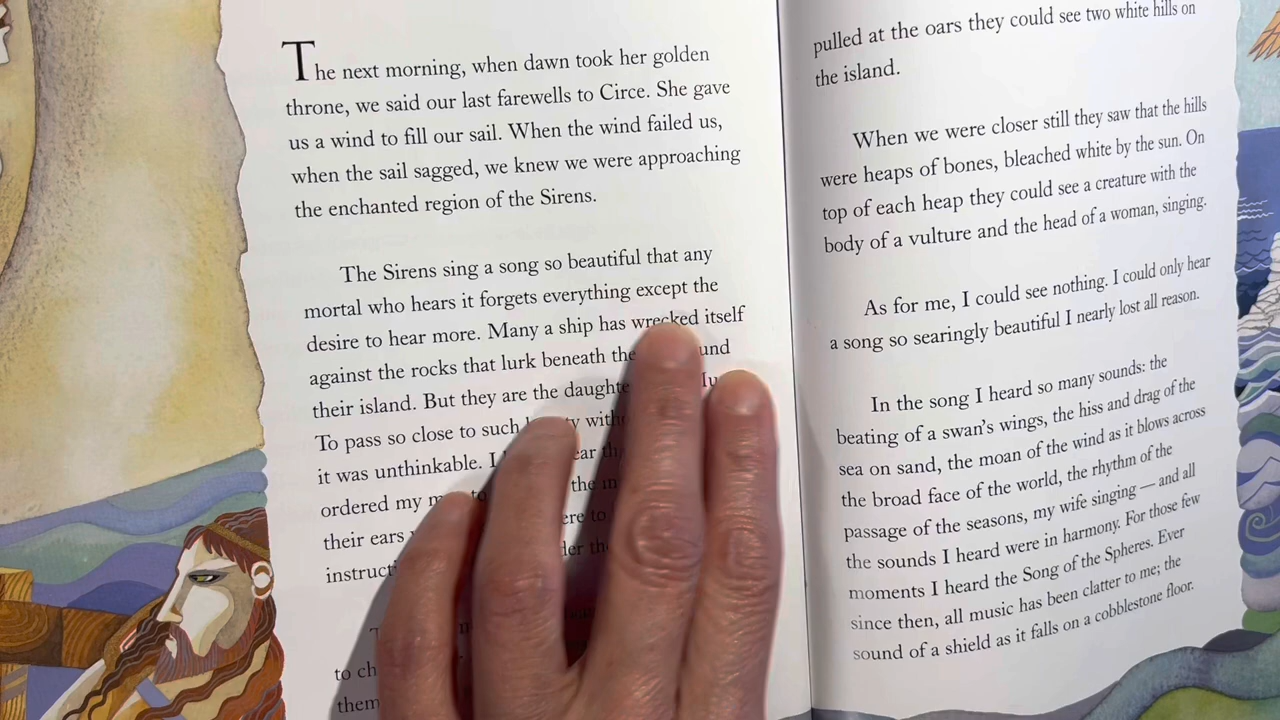 The next morning, when dawn took her golden
throne, we said our last farewells to Circe. She gave
us a wind to fill our sail. When the wind failed us,
when the sail sagged, we knew we were approaching
the enchanted region of the Sirens.
The Sirens sing a song so beautiful that any
mortal who hears it forgets everything except the
desire to hear more. Many a ship has wrecked itself
against the rocks that lurk beneath the
their island. But they are the
To pass so close to such
it was unthinkable. I
ordered my the
their ears
to
them
pulled at the oars they could see two white hills on
the island.
When we were closer still they saw that the hills
were heaps of bones, bleached white by the sun. On
top of each heap they could see a creature with the
body of a vulture and the head of a woman, singing.
As for me, I could see nothing. I could only hear
a song so searingly beautiful I nearly lost all reason.
In the song I heard so many sounds: the
beating of a swan's wings, the hiss and drag of the
sea on sand, the moan of the wind as it blows across
the broad face of the world, the rhythm of the
passage of the seasons, my wife singing — and all
the sounds I heard were in harmony. For those few
moments I heard the Song of the Spheres. Ever
since then, all music has been clatter to me; the
sound of a shield as it falls on a cobblestone floor.